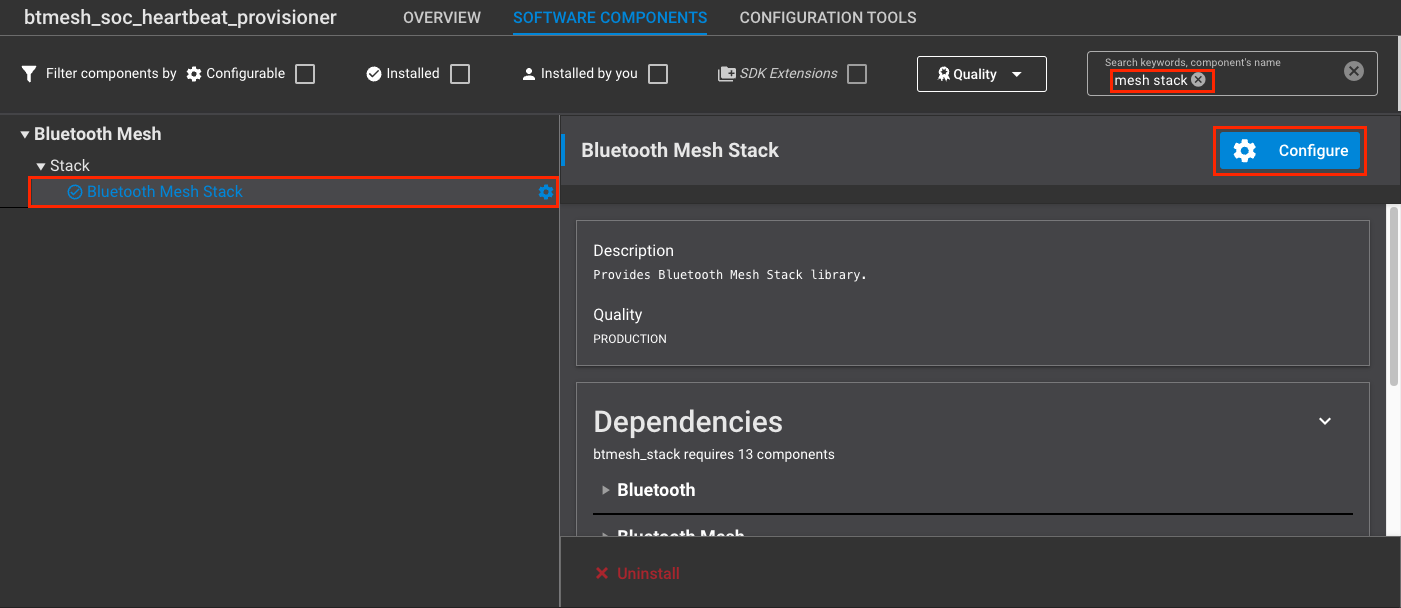 btmesh_soc_heartbeat_provisioner OVERVIEW SOFTWARE COMPONENTS CONFIGURATION TOOLS
Filter components by Configurable Installed Installed by you SDK Extensions Quality
Search keywords, component's name
mesh stack
Bluetooth Mesh
Stack
Bluetooth Mesh Stack
Bluetooth Mesh Stack
Configure
Description
Provides Bluetooth Mesh Stack library.
Quality
PRODUCTION
Dependencies
btmesh_stack requires 13 components
Bluetooth
Bluetooth Mesh
Uninstall